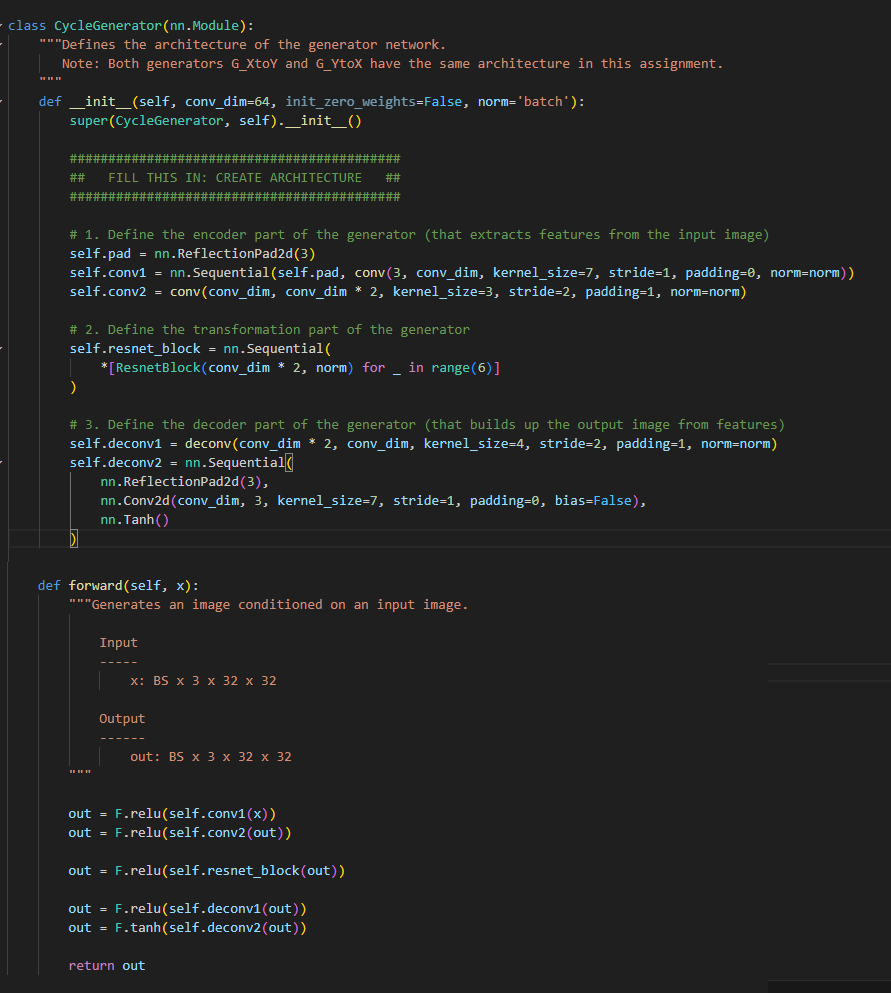 class CycleGenerator(nn.Module):
    """Defines the architecture of the generator network.
       Note: Both generators G_XtoY and G_YtoX have the same architecture in this assignment.
    """
    def __init__(self, conv_dim=64, init_zero_weights=False, norm='batch'):
        super(CycleGenerator, self).__init__()
        ###########################################
        ##   FILL THIS IN: CREATE ARCHITECTURE   ##
        ###########################################
        # 1. Define the encoder part of the generator (that extracts features from the input image)
        self.pad = nn.ReflectionPad2d(3)
        self.conv1 = nn.Sequential(self.pad, conv(3, conv_dim, kernel_size=7, stride=1, padding=0, norm=norm))
        self.conv2 = conv(conv_dim, conv_dim * 2, kernel_size=3, stride=2, padding=1, norm=norm)
        # 2. Define the transformation part of the generator
        self.resnet_block = nn.Sequential(
            *[ResnetBlock(conv_dim * 2, norm) for _ in range(6)]
        )
        # 3. Define the decoder part of the generator (that builds up the output image from features)
        self.deconv1 = deconv(conv_dim * 2, conv_dim, kernel_size=4, stride=2, padding=1, norm=norm)
        self.deconv2 = nn.Sequential(
            nn.ReflectionPad2d(3),
            nn.Conv2d(conv_dim, 3, kernel_size=7, stride=1, padding=0, bias=False),
            nn.Tanh()
        )
    def forward(self, x):
        """Generates an image conditioned on an input image.
            Input
            -----
                x: BS x 3 x 32 x 32
            Output
            ------
                out: BS x 3 x 32 x 32
        """
        out = F.relu(self.conv1(x))
        out = F.relu(self.conv2(out))
        out = F.relu(self.resnet_block(out))
        out = F.relu(self.deconv1(out))
        out = F.tanh(self.deconv2(out))
        return out